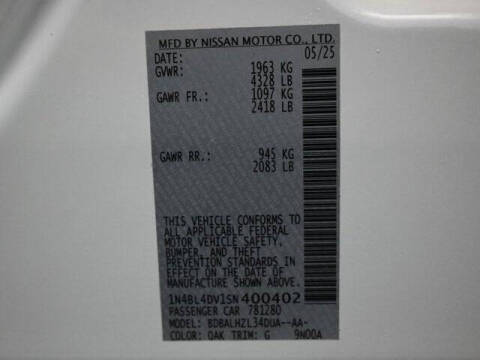 MFD BY NISSAN MOTOR CO., LTD.
DATE: 05/25
GVWR: 1963 KG
4328 LB
GAWR FR.: 1097 KG
2418 LB
GAWR RR.: 945 KG
2083 LB
THIS VEHICLE CONFORMS TO
ALL APPLICABLE FEDERAL
MOTOR VEHICLE SAFETY,
BUMPER, AND THEFT
PREVENTION STANDARDS IN
EFFECT ON THE DATE OF
MANUFACTURE SHOWN ABOVE.
1N4BL4DV1SN400402
PASSENGER CAR 781280
MODEL: BDBALHZL34DUA--AA-
COLOR: QAK TRIM: G 9N00A